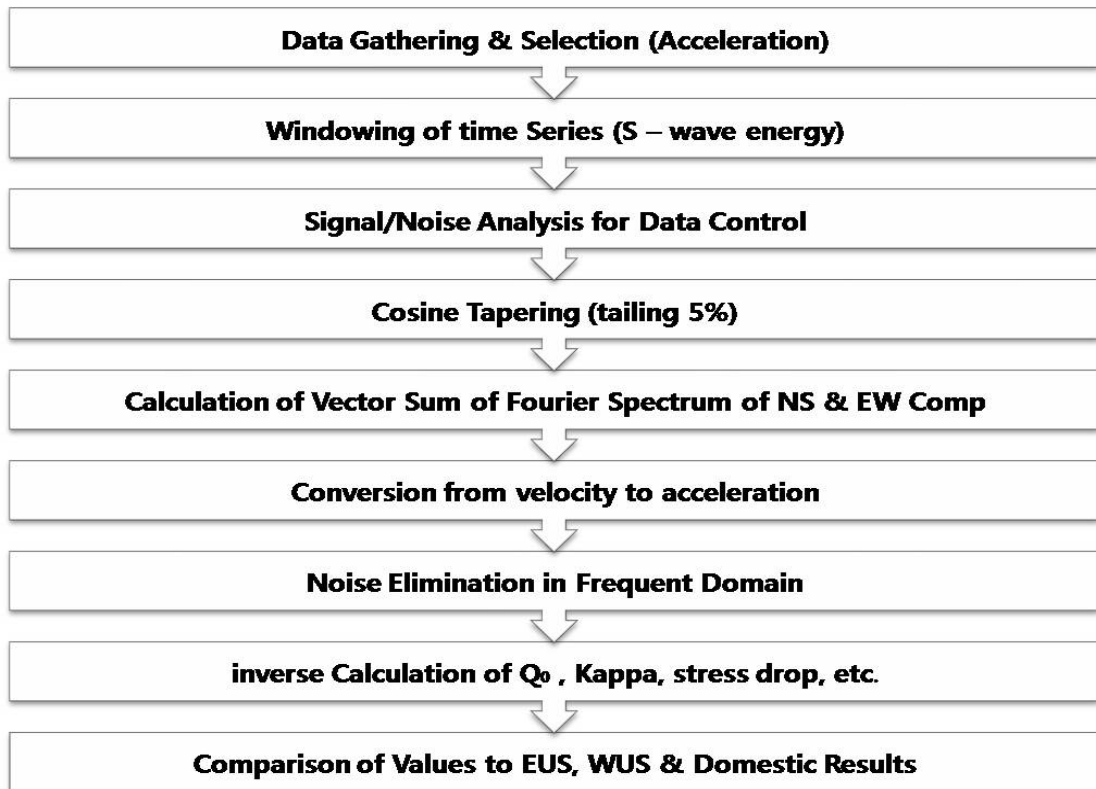 Data Gathering & Selection (Acceleration)
Windowing of time Series (S – wave energy)
Signal/Noise Analysis for Data Control
Cosine Tapering (tailing 5%)
Calculation of Vector Sum of Fourier Spectrum of NS & EW Comp
Conversion from velocity to acceleration
Noise Elimination in Frequent Domain
inverse Calculation of Q₀ , Kappa, stress drop, etc.
Comparison of Values to EUS, WUS & Domestic Results